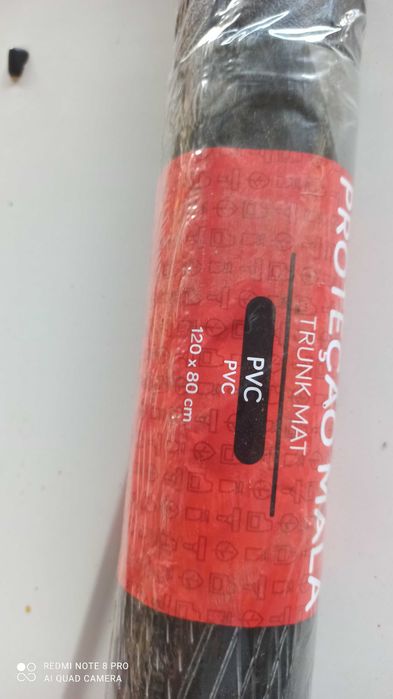 PROTEÇÃO MALA
TRUNK MAT
PVC
PVC
120 x 80 cm
REDMI NOTE 8 PRO
AI QUAD CAMERA